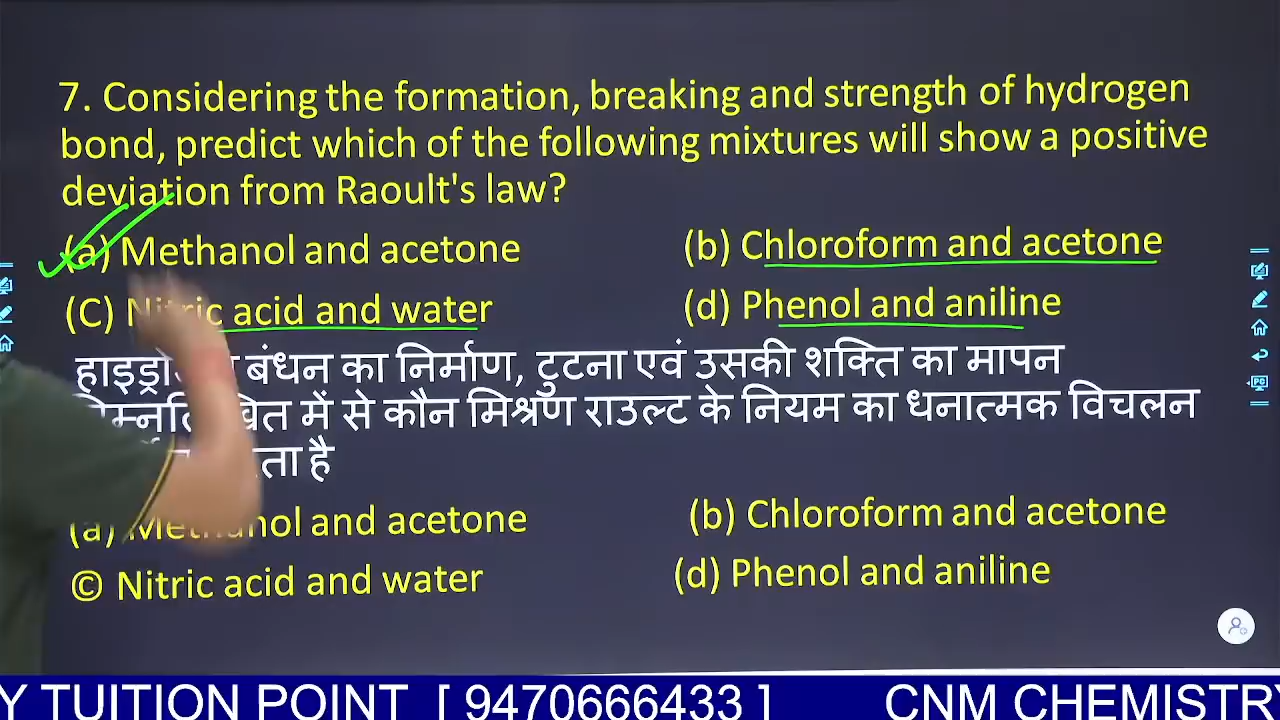 7. Considering the formation, breaking and strength of hydrogen
bond, predict which of the following mixtures will show a positive
deviation from Raoult's law?
(a) Methanol and acetone (b) Chloroform and acetone
(C) Nitric acid and water (d) Phenol and aniline
बंधन का निर्माण, टुटना एवं उसकी शक्ति का मापन
में से कौन मिश्रण राउल्ट के नियम का धनात्मक विचलन
है
(a) Methanol and acetone (b) Chloroform and acetone
© Nitric acid and water (d) Phenol and aniline
Y TUITION POINT [ 9470666433 ] CNM CHEMISTRY